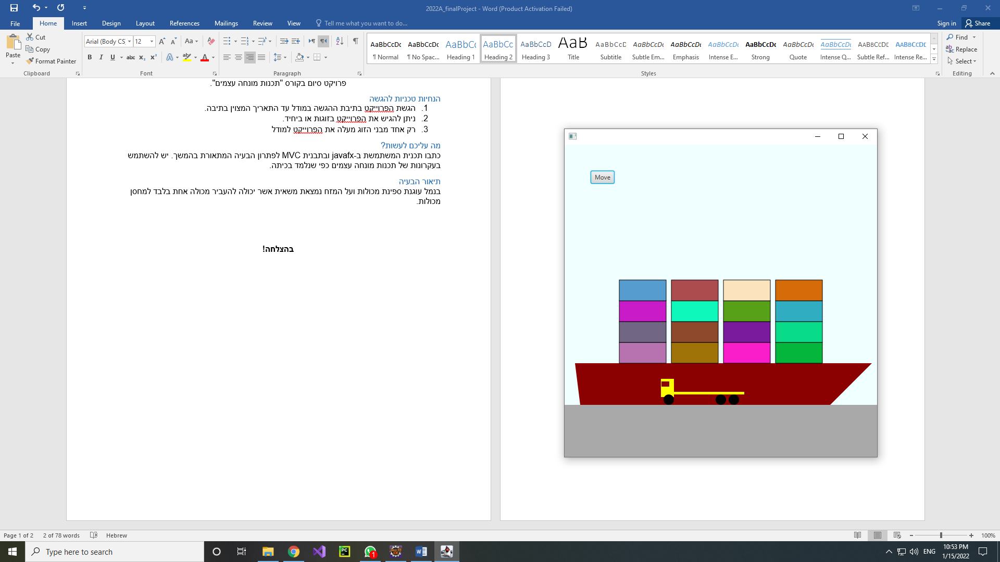 2022A_finalProject - Word (Product Activation Failed)
File Home Insert Design Layout References Mailings Review View Tell me what you want to do... Sign in Share
Paste
Cut
Copy
Format Painter
Clipboard
Arial (Body CS) 12
Font
Paragraph
AaBbCcDc AaBbCcDc AaBbCc AaBbCc AaBbCcD AaB AaBbCcD AaBbCcDc AaBbCcDc AaBbCcDc AaBbCcDc AaBbCcDc AaBbCcDc AABBCCDE AABBCCDE
¶ Normal ¶ No Spac... Heading 1 Heading 2 Heading 3 Title Subtitle Subtle Em... Emphasis Intense E... Strong Quote Intense Q... Subtle Ref... Intense Re...
Styles
Find
Replace
Select
Editing
פרויקט סיום בקורס "תכנות מונחה עצמים".
הנחיות טכניות להגשה
1. הגשת הפרוייקט בתיבת ההגשה במודל עד התאריך המצוין בתיבה.
2. ניתן להגיש את הפרוייקט בזוגות או ביחיד.
3. רק אחד מבני הזוג מעלה את הפרוייקט למודל
מה עליכם לעשות?
כתבו תכנית המשתמשת ב-javafx ובתבנית MVC לפתרון הבעיה המתאורת בהמשך. יש להשתמש
בעקרונות של תכנות מונחה עצמים כפי שנלמד בכיתה.
תיאור הבעיה
בנמל עוגנת ספינת מכולות ועל המזח נמצאת משאית אשר יכולה להעביר מכולה אחת בלבד למחסן
מכולות.
בהצלחה!
Move
Page 1 of 2 2 of 78 words Hebrew 100%
Type here to search
ENG
10:53 PM
1/15/2022